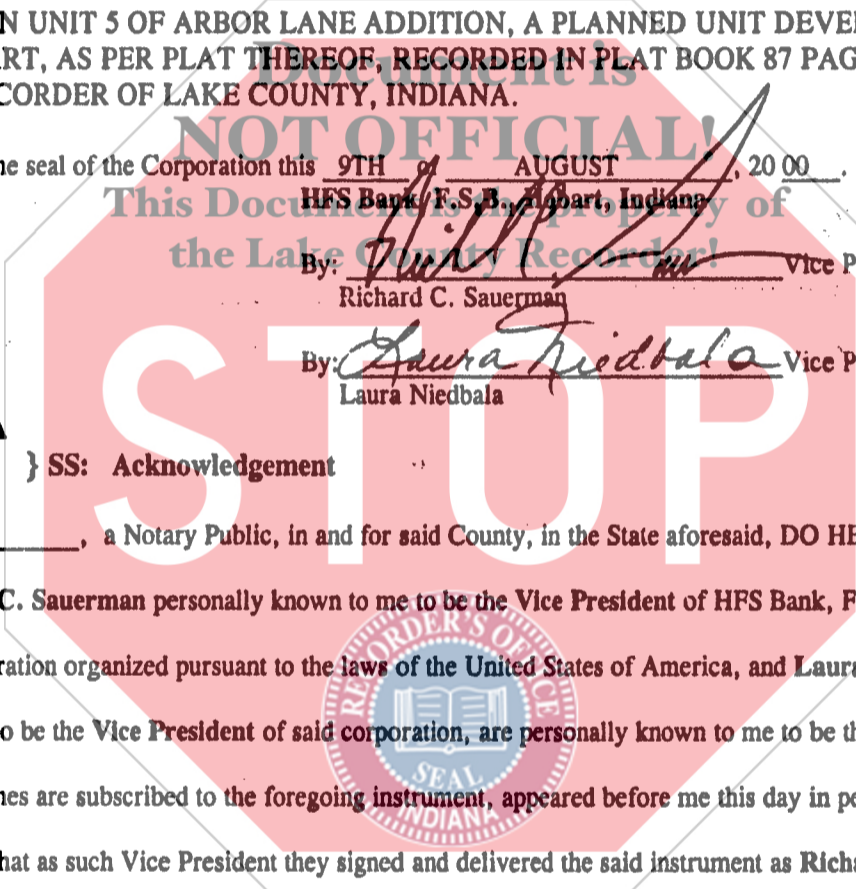 N UNIT 5 OF ARBOR LANE ADDITION, A PLANNED UNIT DEVE
RT, AS PER PLAT THEREOF, RECORDED IN PLAT BOOK 87 PAG
CORDER OF LAKE COUNTY, INDIANA.
Document is
NOT OFFICIAL!
This Document is the property of
the Lake County Recorder!
STOP
he seal of the Corporation this 9TH of AUGUST, 20 00.
HFS Bank, F.S.B., Hobart, Indiana
By: Vice P
Richard C. Sauerman
By: Laura Niedbala Vice P
Laura Niedbala
} SS: Acknowledgement
, a Notary Public, in and for said County, in the State aforesaid, DO HE
C. Sauerman personally known to me to be the Vice President of HFS Bank, F
ration organized pursuant to the laws of the United States of America, and Laura
o be the Vice President of said corporation, are personally known to me to be th
nes are subscribed to the foregoing instrument, appeared before me this day in pe
hat as such Vice President they signed and delivered the said instrument as Richa
RECORDER'S OFFICE
SEAL
INDIANA